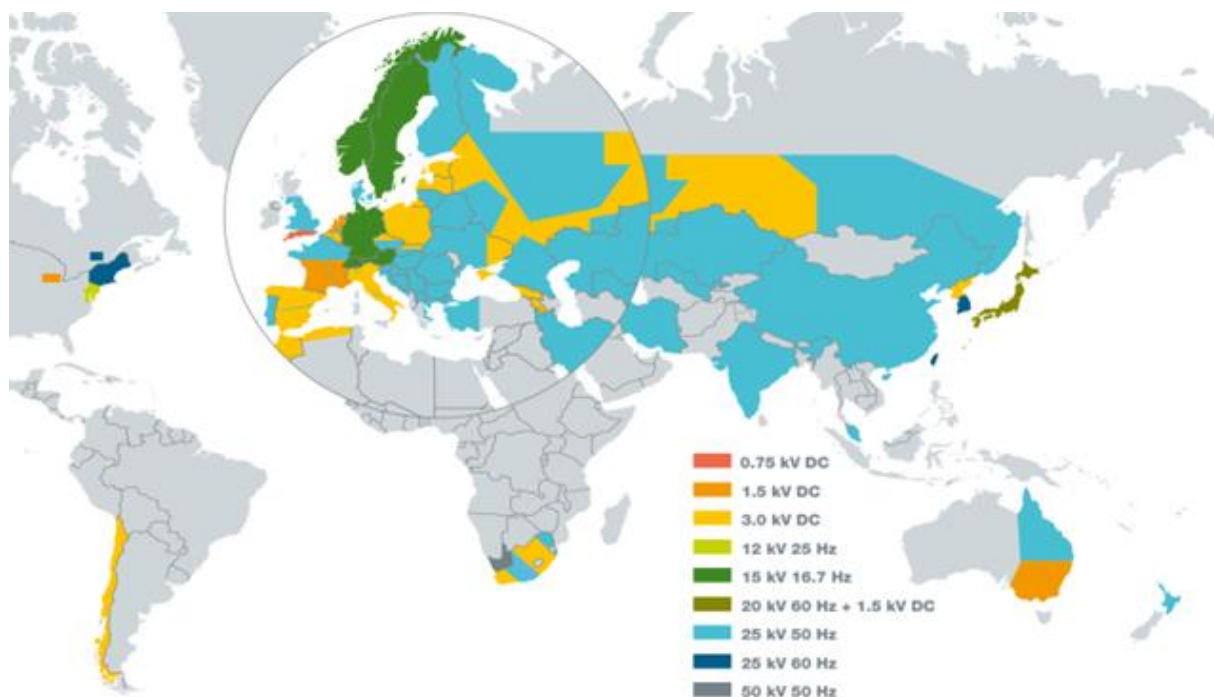 0.75 kV DC
1.5 kV DC
3.0 kV DC
12 kV 25 Hz
15 kV 16.7 Hz
20 kV 60 Hz + 1.5 kV DC
25 kV 50 Hz
25 kV 60 Hz
50 kV 50 Hz